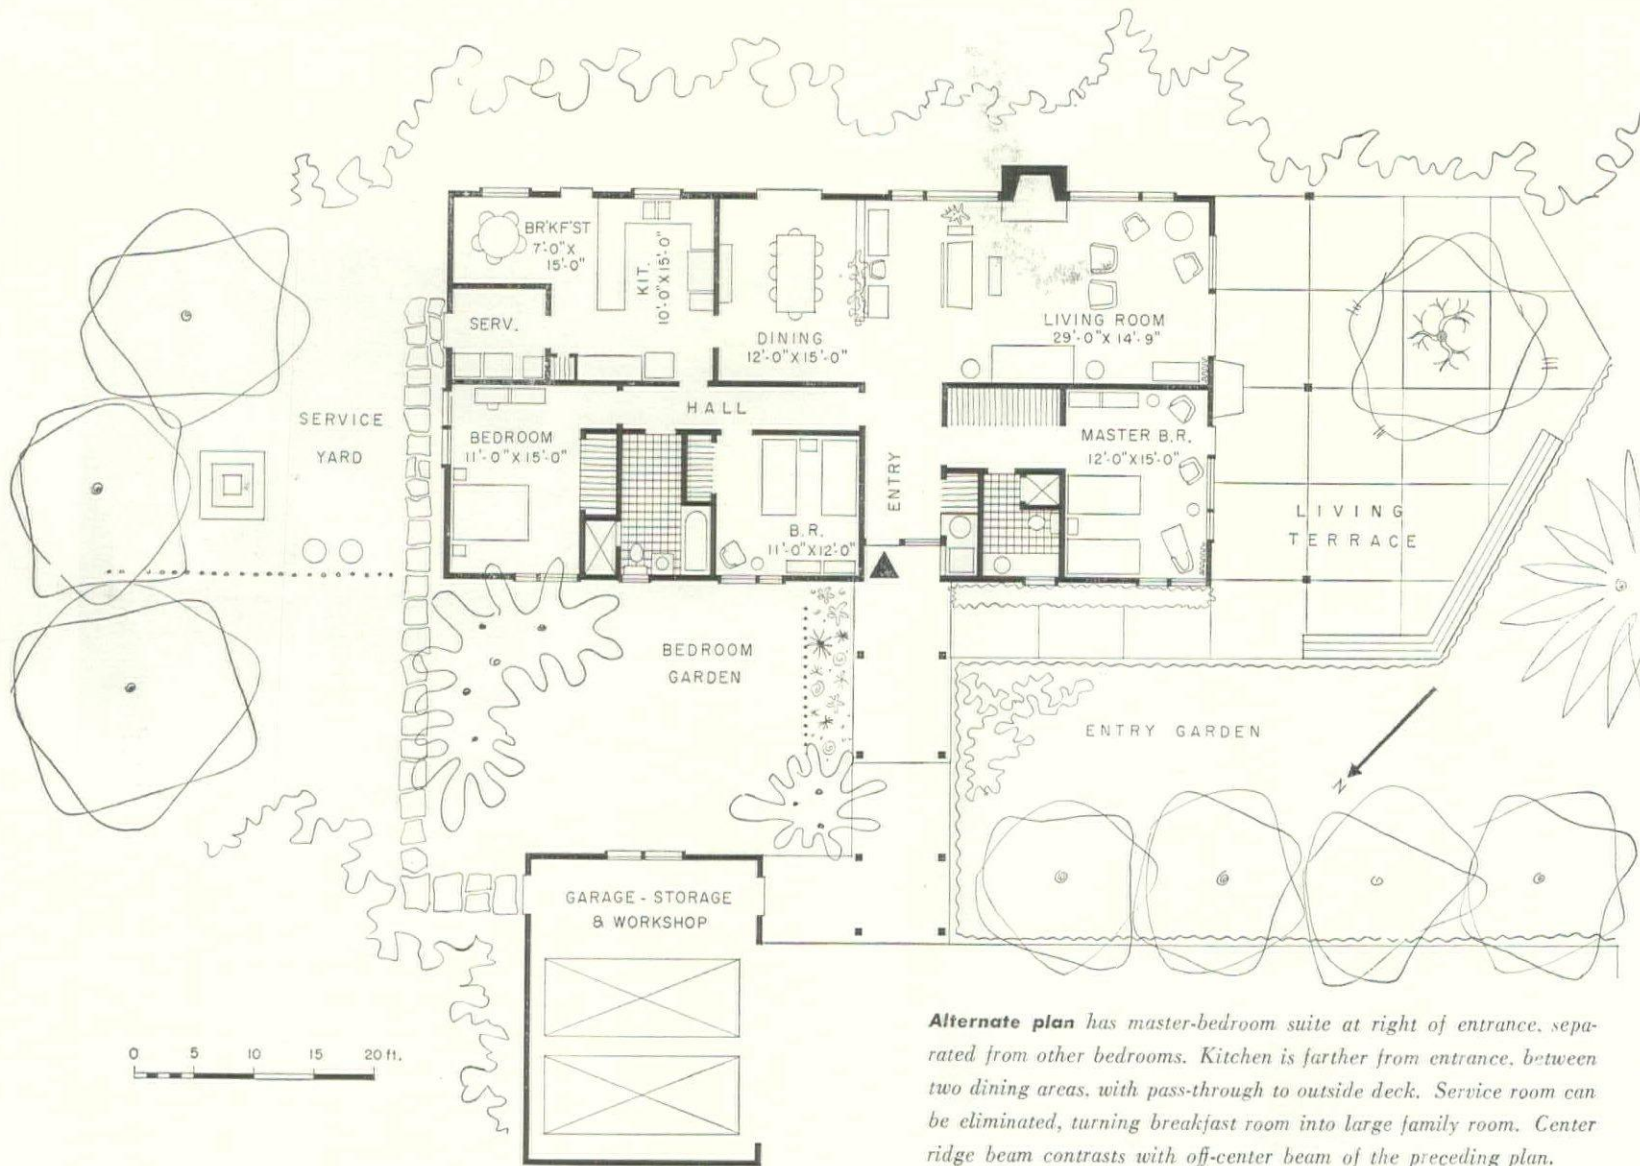 BR'KF'ST
7'-0" X
15'-0"
KIT.
10'-0" X 15'-0"
SERV.
DINING
12'-0" X 15'-0"
LIVING ROOM
29'-0" X 14'-9"
HALL
SERVICE
YARD
BEDROOM
11'-0" X 15'-0"
B.R.
11'-0" X 12'-0"
ENTRY
MASTER B.R.
12'-0" X 15'-0"
LIVING
TERRACE
BEDROOM
GARDEN
ENTRY GARDEN
N
GARAGE - STORAGE
& WORKSHOP
0 5 10 15 20 ft.
Alternate plan has master-bedroom suite at right of entrance, sepa-
rated from other bedrooms. Kitchen is farther from entrance, between
two dining areas, with pass-through to outside deck. Service room can
be eliminated, turning breakfast room into large family room. Center
ridge beam contrasts with off-center beam of the preceding plan.